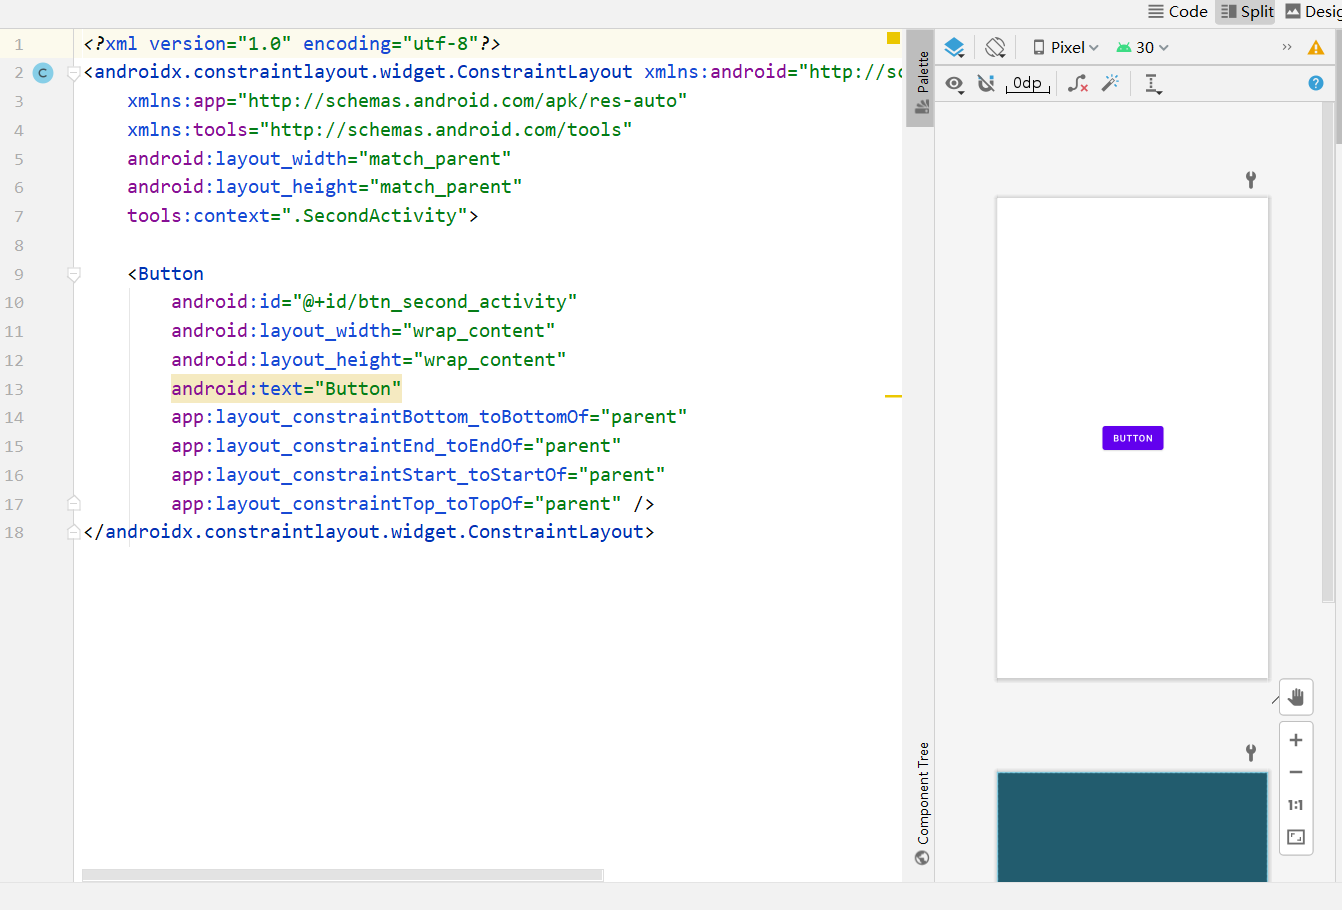 Code Split Desig
1 <?xml version="1.0" encoding="utf-8"?>
2 C <androidx.constraintlayout.widget.ConstraintLayout xmlns:android="http://sc
3 xmlns:app="http://schemas.android.com/apk/res-auto"
4 xmlns:tools="http://schemas.android.com/tools"
5 android:layout_width="match_parent"
6 android:layout_height="match_parent"
7 tools:context=".SecondActivity">
8
9 <Button
10 android:id="@+id/btn_second_activity"
11 android:layout_width="wrap_content"
12 android:layout_height="wrap_content"
13 android:text="Button"
14 app:layout_constraintBottom_toBottomOf="parent"
15 app:layout_constraintEnd_toEndOf="parent"
16 app:layout_constraintStart_toStartOf="parent"
17 app:layout_constraintTop_toTopOf="parent" />
18 </androidx.constraintlayout.widget.ConstraintLayout>
Palette
Component Tree
Pixel 30 »
0dp ?
BUTTON
1:1